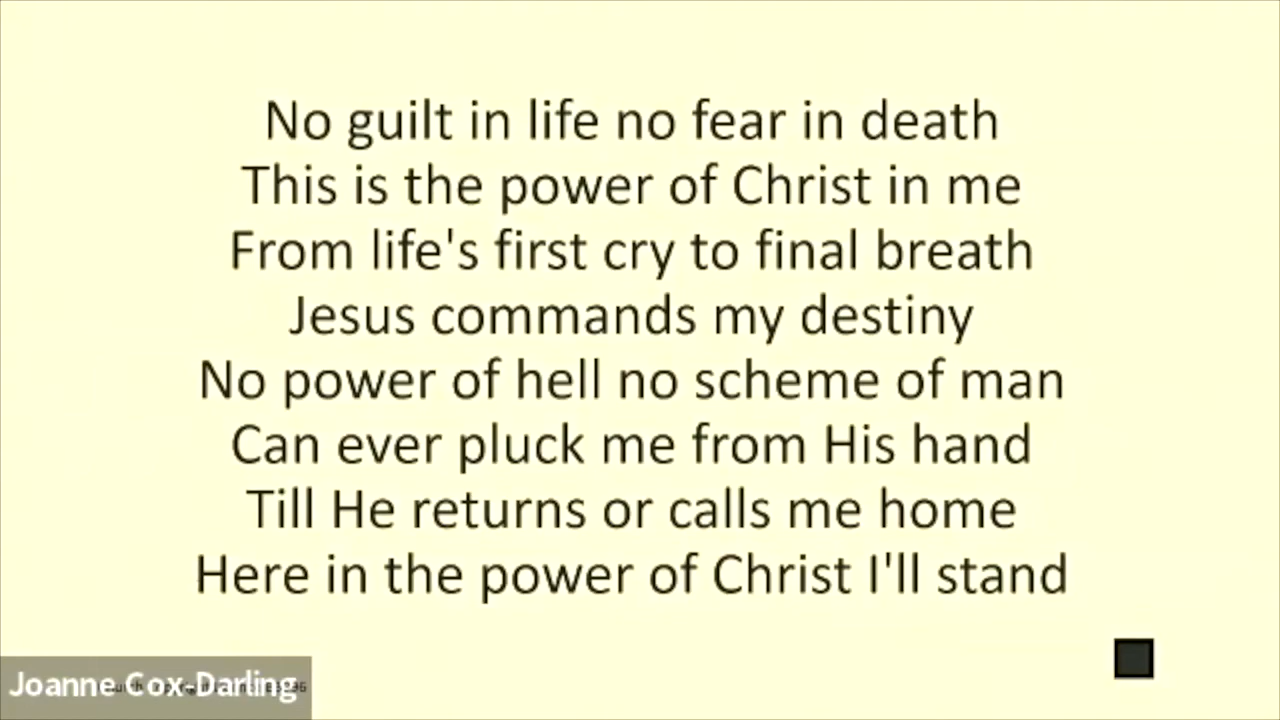 No guilt in life no fear in death
This is the power of Christ in me
From life's first cry to final breath
Jesus commands my destiny
No power of hell no scheme of man
Can ever pluck me from His hand
Till He returns or calls me home
Here in the power of Christ I'll stand
Joanne Cox-Darling